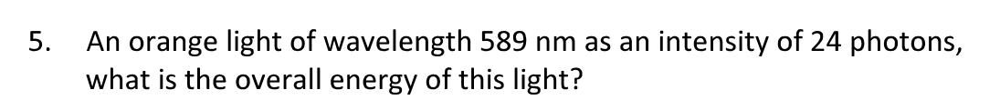 5. An orange light of wavelength 589 nm as an intensity of 24 photons,
what is the overall energy of this light?